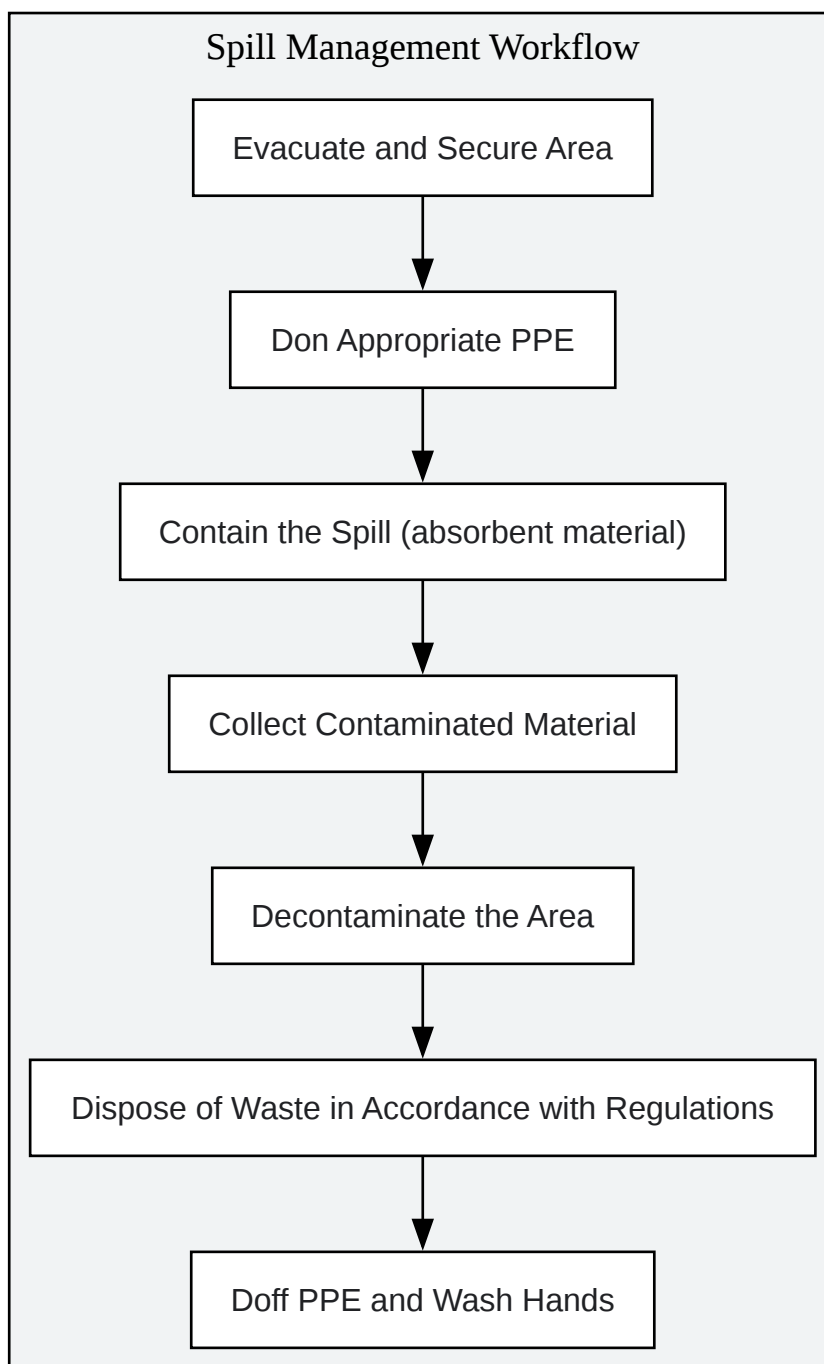 Spill Management Workflow
Evacuate and Secure Area
Don Appropriate PPE
Contain the Spill (absorbent material)
Collect Contaminated Material
Decontaminate the Area
Dispose of Waste in Accordance with Regulations
Doff PPE and Wash Hands